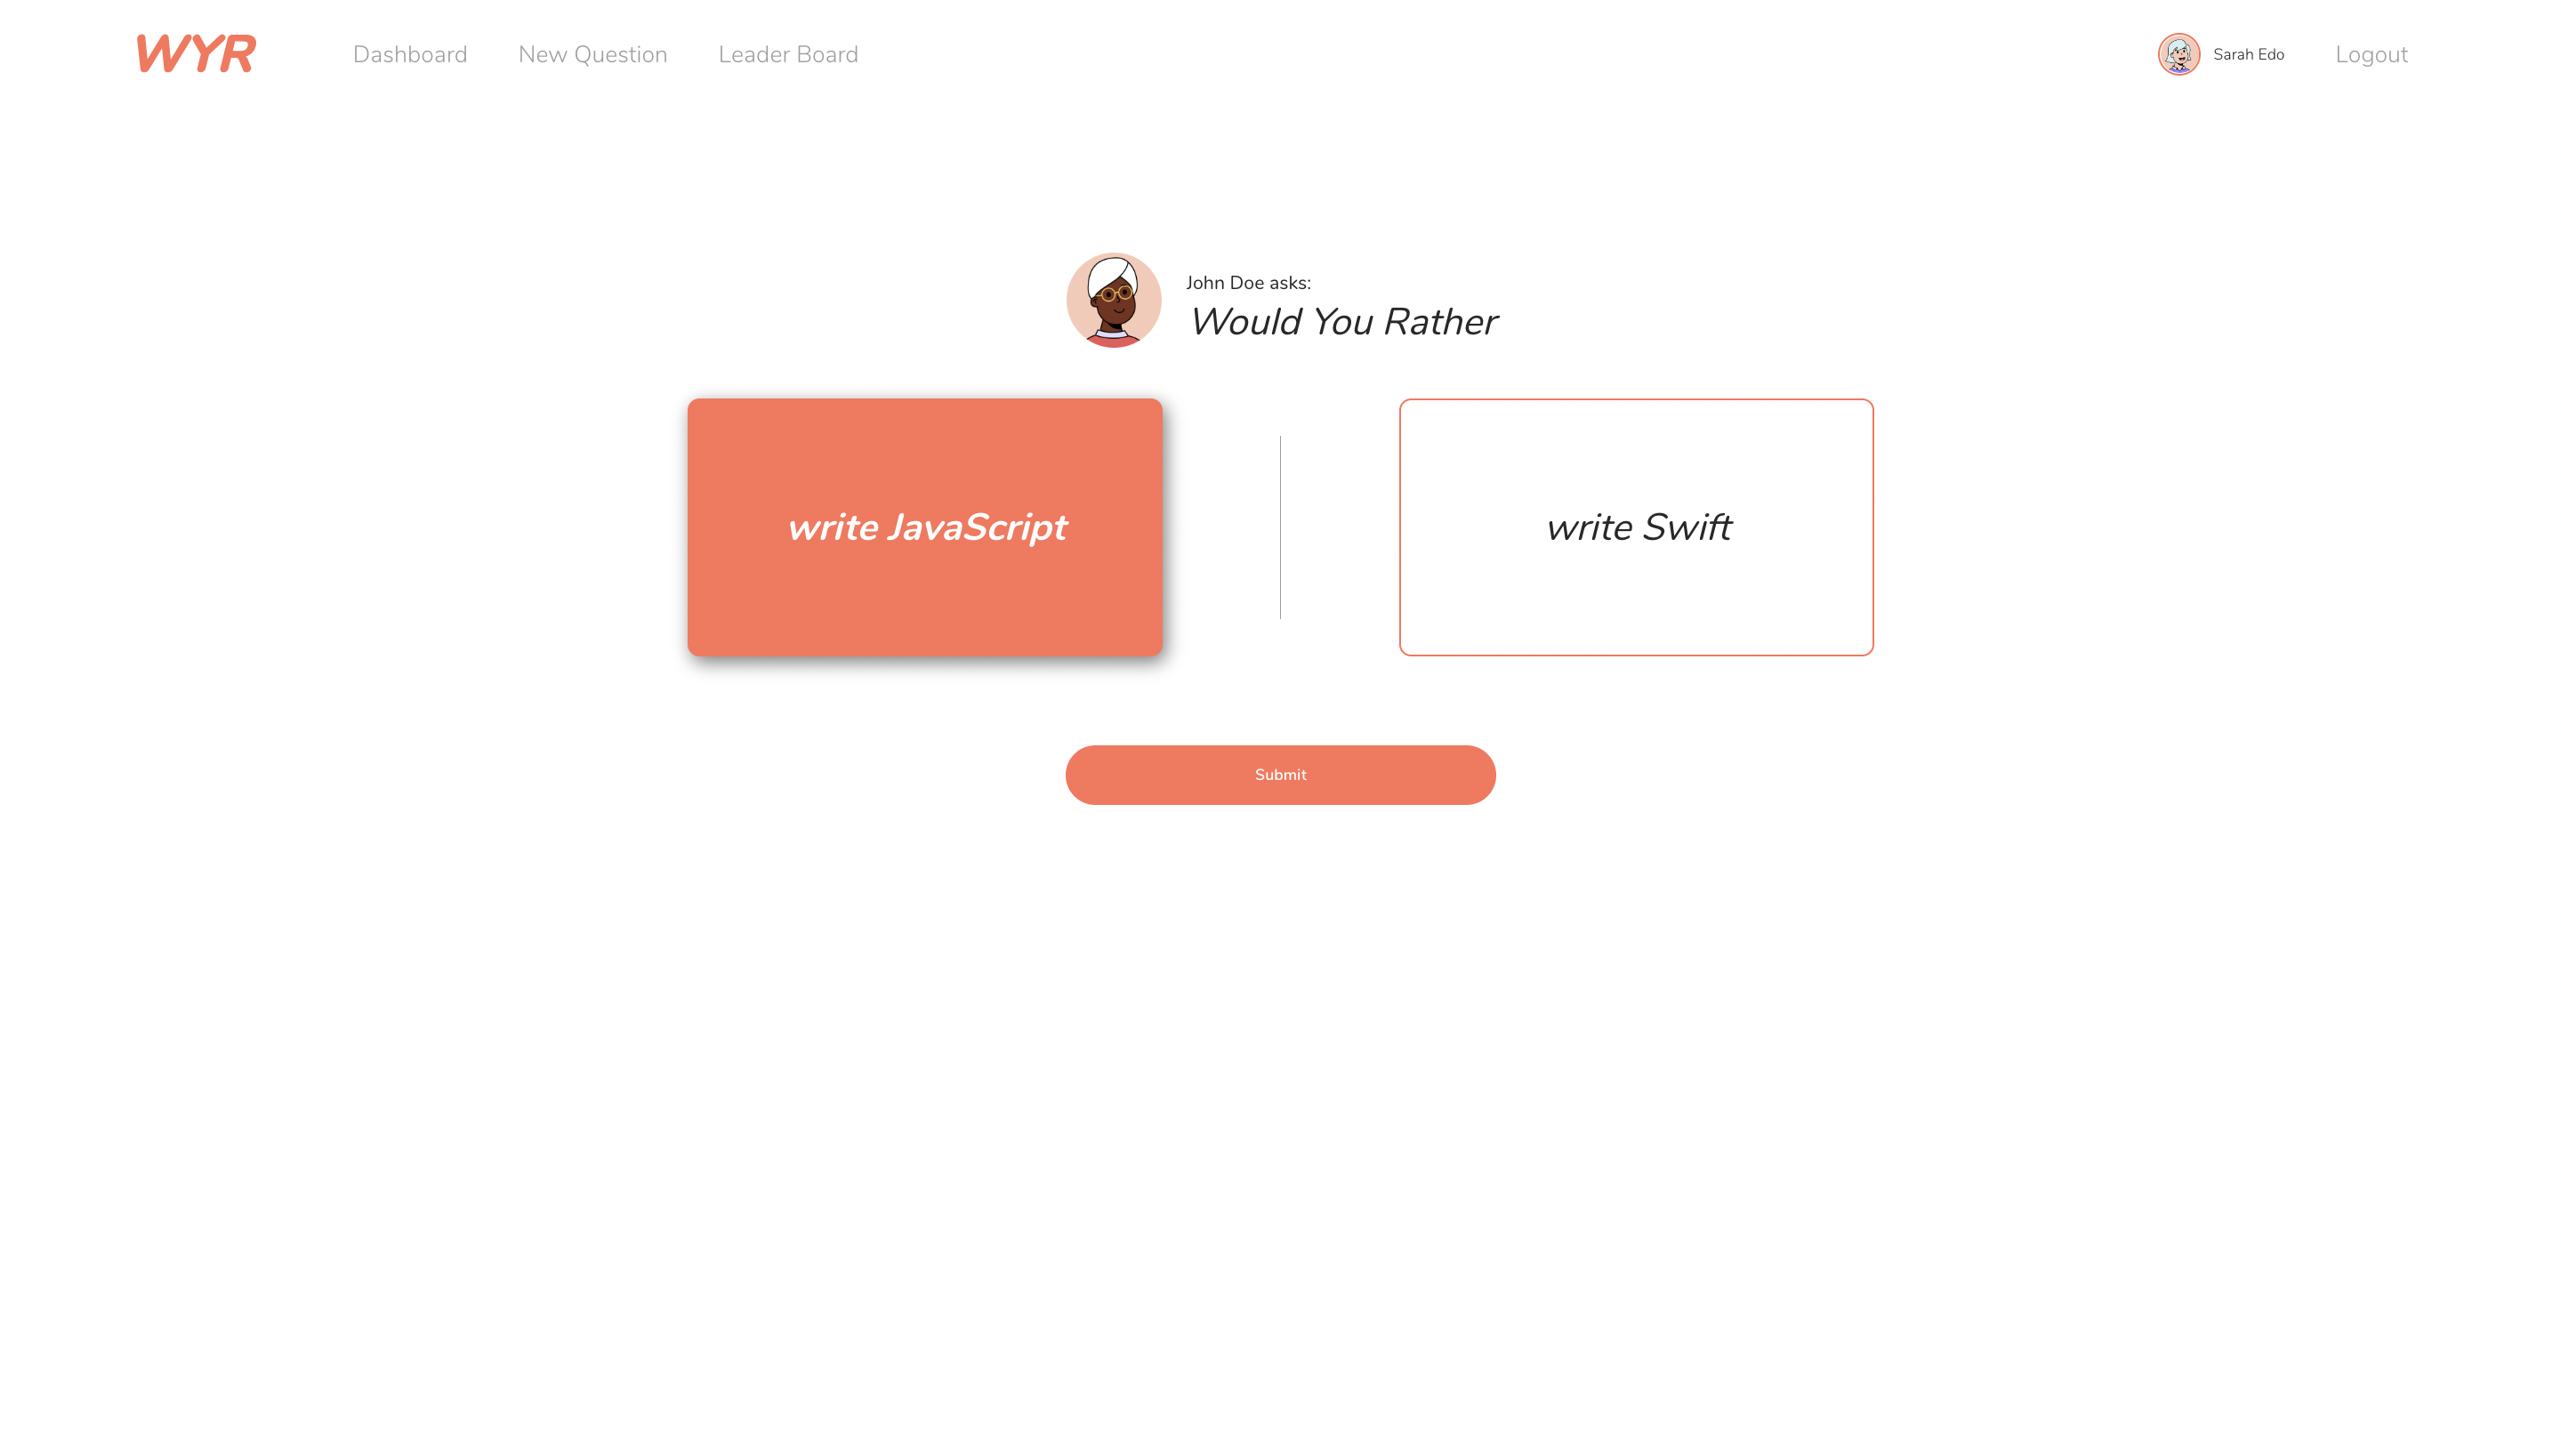 WYR
Dashboard
New Question
Leader Board
Sarah Edo
Logout
John Doe asks:
Would You Rather
write JavaScript
write Swift
Submit